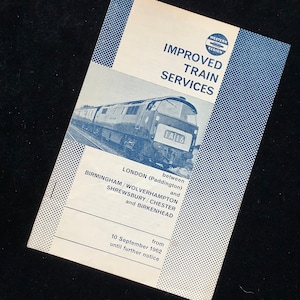 WESTERN
REGION
IMPROVED
TRAIN
SERVICES
between
LONDON (Paddington)
and
BIRMINGHAM / WOLVERHAMPTON
SHREWSBURY / CHESTER
and BIRKENHEAD
from
10 September 1962
until further notice